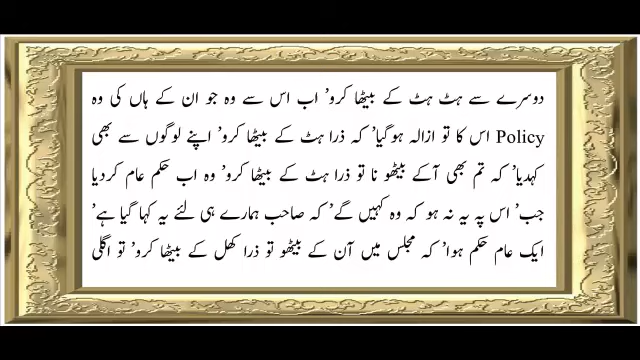 دوسرے سے ہٹ ہٹ کے بیٹھا کرو’ اب اس سے وہ جو ان کے ہاں کی وہ
Policy اس کا تو ازالہ ہوگیا’ کہ ذرا ہٹ کے بیٹھا کرو’ اپنے لوگوں سے بھی
کہدیا’ کہ تم بھی آکے بیٹھو نا تو ذرا ہٹ کے بیٹھا کرو’ وہ اب حکم عام کردیا
جب’ اس پہ یہ نہ ہو کہ وہ کہیں گے’ کہ صاحب ہمارے ہی لئے یہ کہا گیا ہے’
ایک عام حکم ہوا’ کہ مجلس میں آن کے بیٹھو تو ذرا کھل کے بیٹھا کرو’ تو اگلی